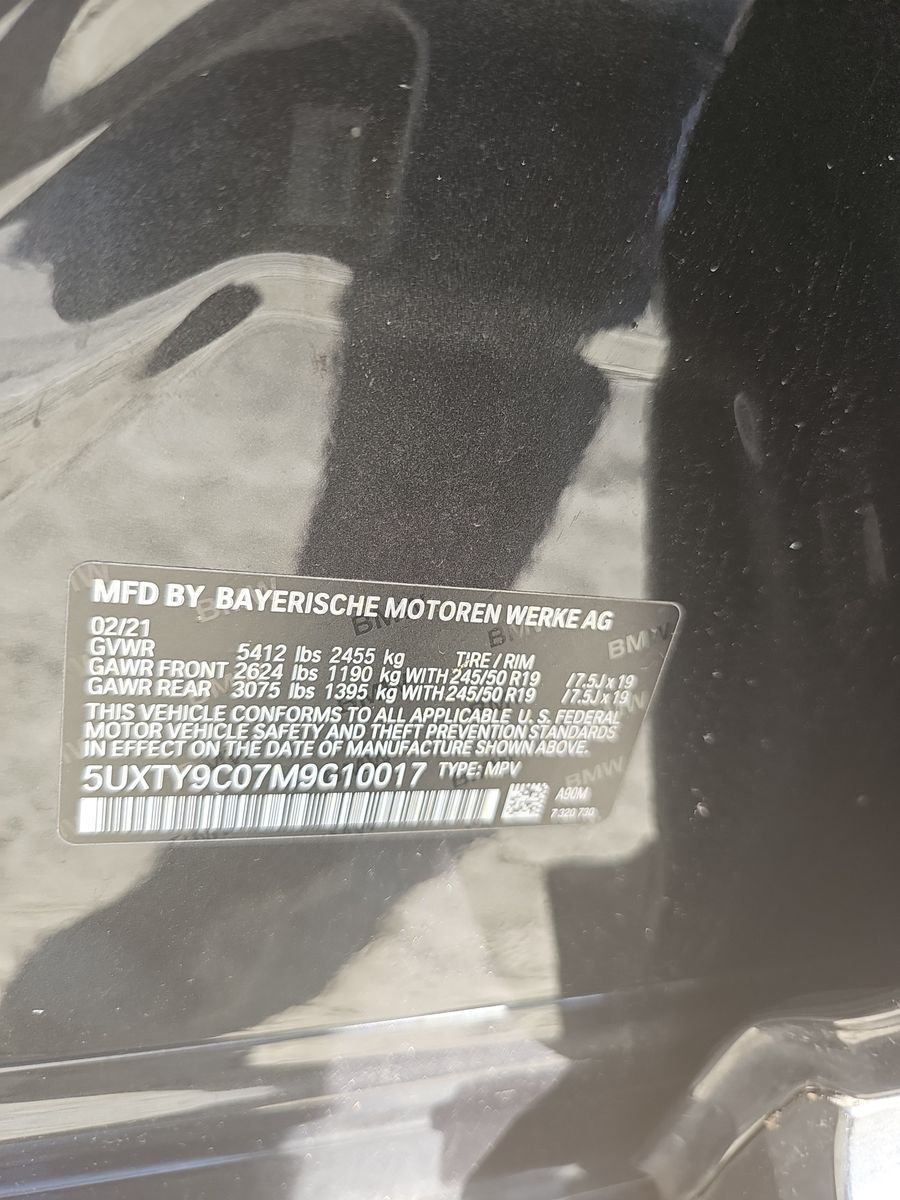 MFD BY BAYERISCHE MOTOREN WERKE AG
02/21
GVWR 5412 lbs 2455 kg TIRE / RIM
GAWR FRONT 2624 lbs 1190 kg WITH 245/50 R19 /7.5J x 19
GAWR REAR 3075 lbs 1395 kg WITH 245/50 R19 /7.5J x 19
THIS VEHICLE CONFORMS TO ALL APPLICABLE U.S. FEDERAL
MOTOR VEHICLE SAFETY AND THEFT PREVENTION STANDARDS
IN EFFECT ON THE DATE OF MANUFACTURE SHOWN ABOVE.
5UXTY9C07M9G10017 TYPE: MPV
A90M
7 320 730